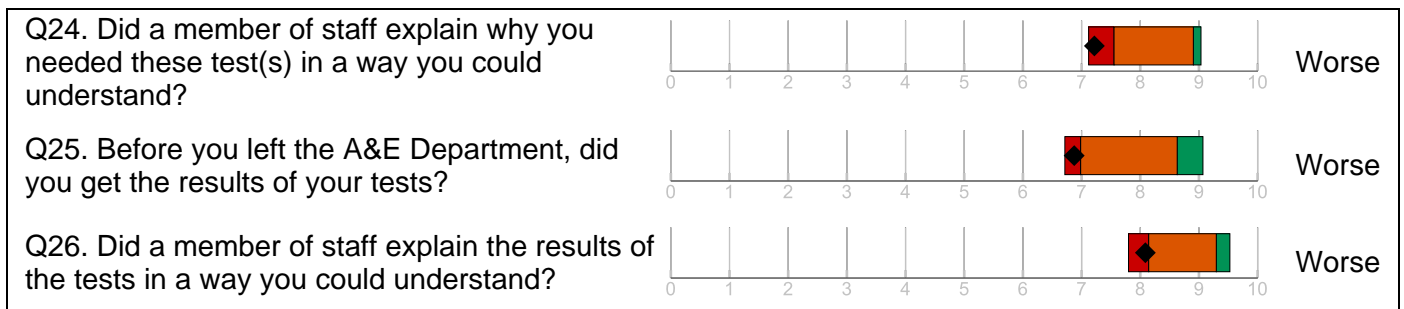 Q24. Did a member of staff explain why you
needed these test(s) in a way you could
understand?
Worse
0 1 2 3 4 5 6 7 8 9 10
Q25. Before you left the A&E Department, did
you get the results of your tests?
Worse
0 1 2 3 4 5 6 7 8 9 10
Q26. Did a member of staff explain the results of
the tests in a way you could understand?
Worse
0 1 2 3 4 5 6 7 8 9 10